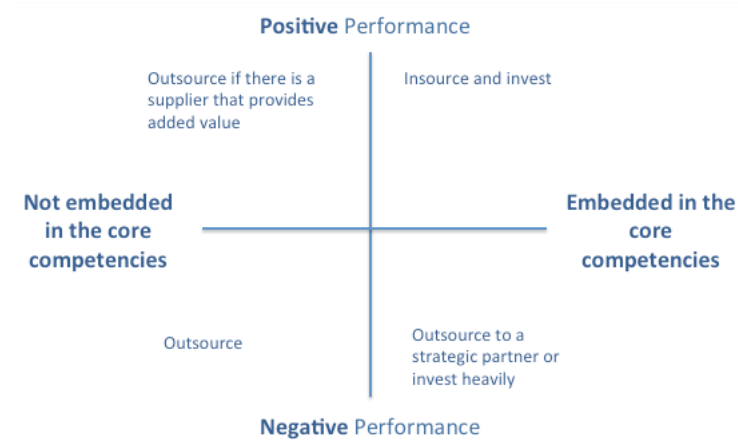 Positive Performance
Outsource if there is a
supplier that provides
added value
Insource and invest
Not embedded
in the core
competencies
Embedded in the
core
competencies
Outsource
Outsource to a
strategic partner or
invest heavily
Negative Performance